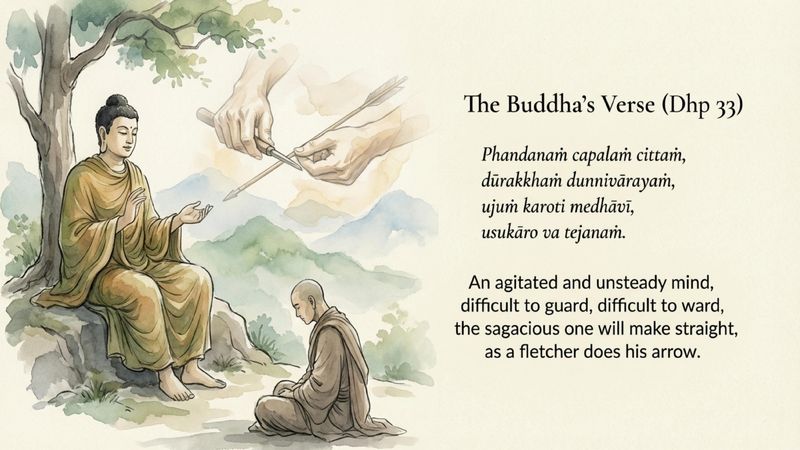 The Buddha's Verse (Dhp 33)
Phandanaṁ capalaṁ cittaṁ,
dūrakkhaṁ dunnivārayaṁ,
ujuṁ karoti medhāvī,
usukāro va tejanaṁ.
An agitated and unsteady mind,
difficult to guard, difficult to ward,
the sagacious one will make straight,
as a fletcher does his arrow.